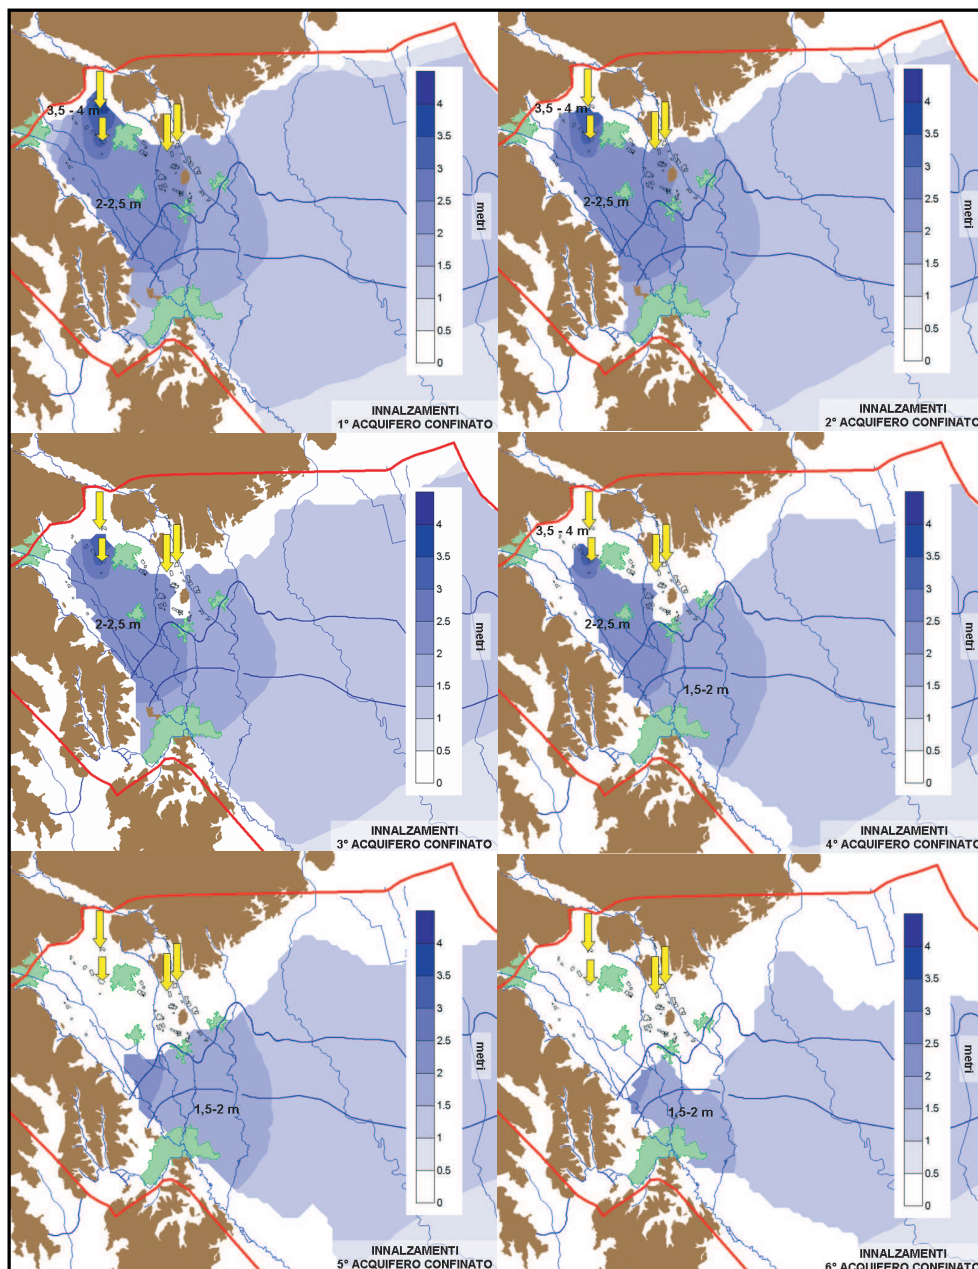 3,5 - 4 m
2-2,5 m
4
3.5
3
2.5
2
1.5
1
0.5
0
metri
INNALZAMENTI
1° ACQUIFERO CONFINATO
3,5 - 4 m
2-2,5 m
4
3.5
3
2.5
2
1.5
1
0.5
0
metri
INNALZAMENTI
2° ACQUIFERO CONFINATO
2-2,5 m
4
3.5
3
2.5
2
1.5
1
0.5
0
metri
INNALZAMENTI
3° ACQUIFERO CONFINATO
3,5 - 4 m
2-2,5 m
1,5-2 m
4
3.5
3
2.5
2
1.5
1
0.5
0
metri
INNALZAMENTI
4° ACQUIFERO CONFINATO
1,5-2 m
4
3.5
3
2.5
2
1.5
1
0.5
0
metri
INNALZAMENTI
5° ACQUIFERO CONFINATO
1,5-2 m
4
3.5
3
2.5
2
1.5
1
0.5
0
metri
INNALZAMENTI
6° ACQUIFERO CONFINATO